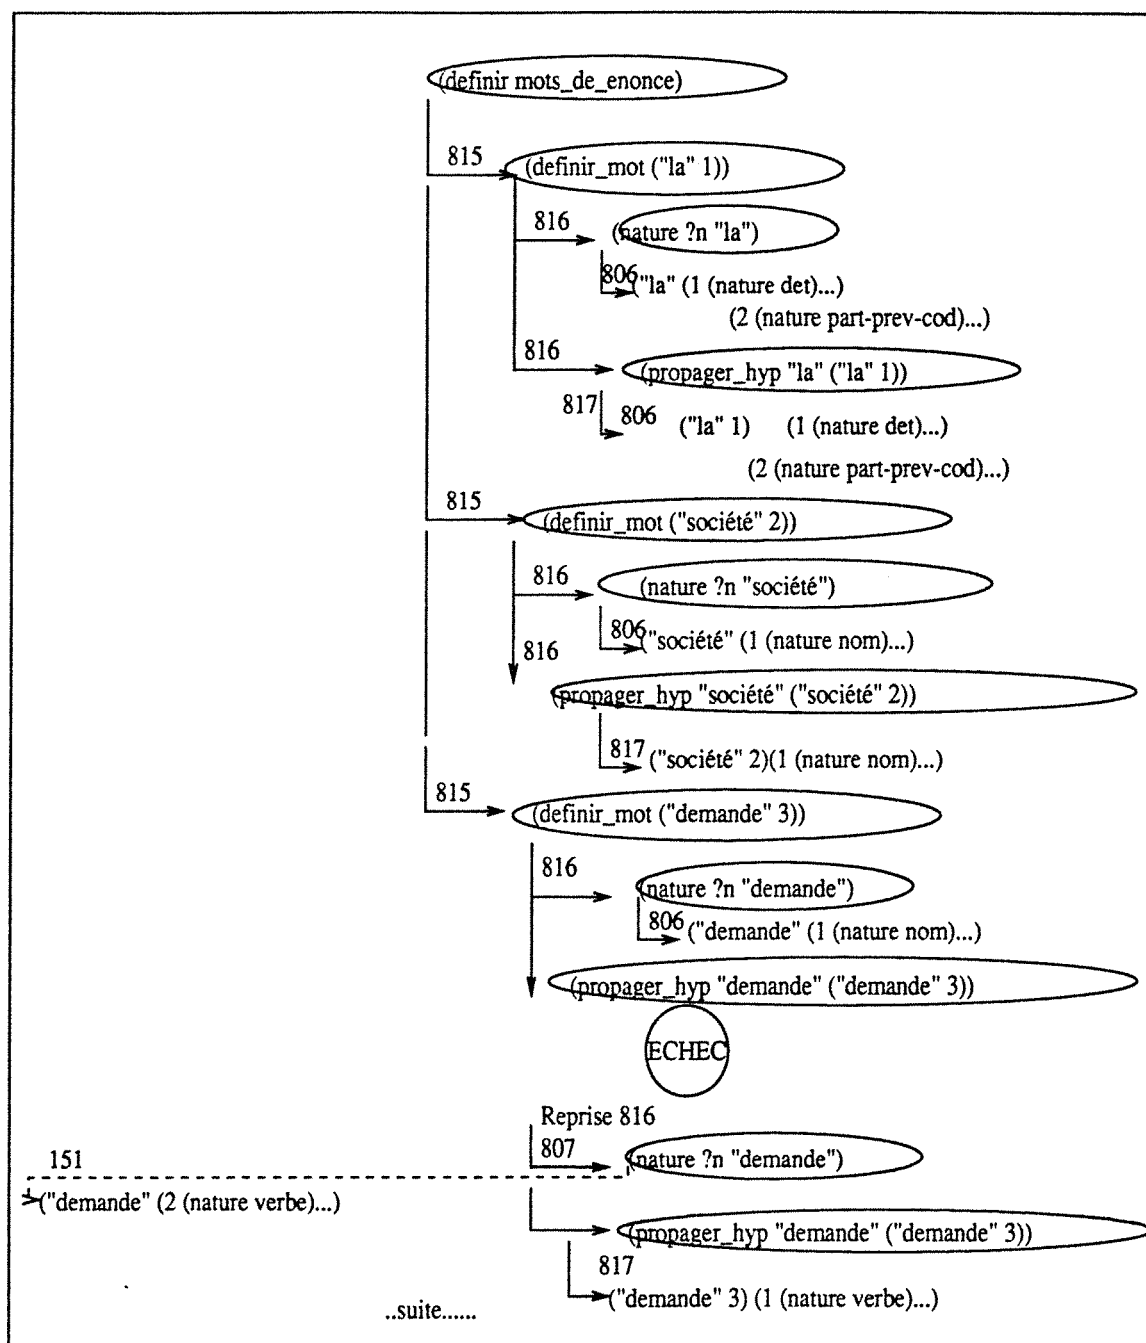 (definir mots_de_enonce)
815
(definir_mot ("la" 1))
816
(nature ?n "la")
806
("la" (1 (nature det)...)
(2 (nature part-prev-cod)...)
816
(propager_hyp "la" ("la" 1))
817 806 ("la" 1) (1 (nature det)...)
(2 (nature part-prev-cod)...)
815
(definir_mot ("société" 2))
816
(nature ?n "société")
806
("société" (1 (nature nom)...)
816
(propager_hyp "société" ("société" 2))
817
("société" 2)(1 (nature nom)...)
815
(definir_mot ("demande" 3))
816
(nature ?n "demande")
806
("demande" (1 (nature nom)...)
(propager_hyp "demande" ("demande" 3))
ECHEC
Reprise 816
807
(nature ?n "demande")
151
("demande" (2 (nature verbe)...)
(propager_hyp "demande" ("demande" 3))
817
("demande" 3) (1 (nature verbe)...)
..suite......